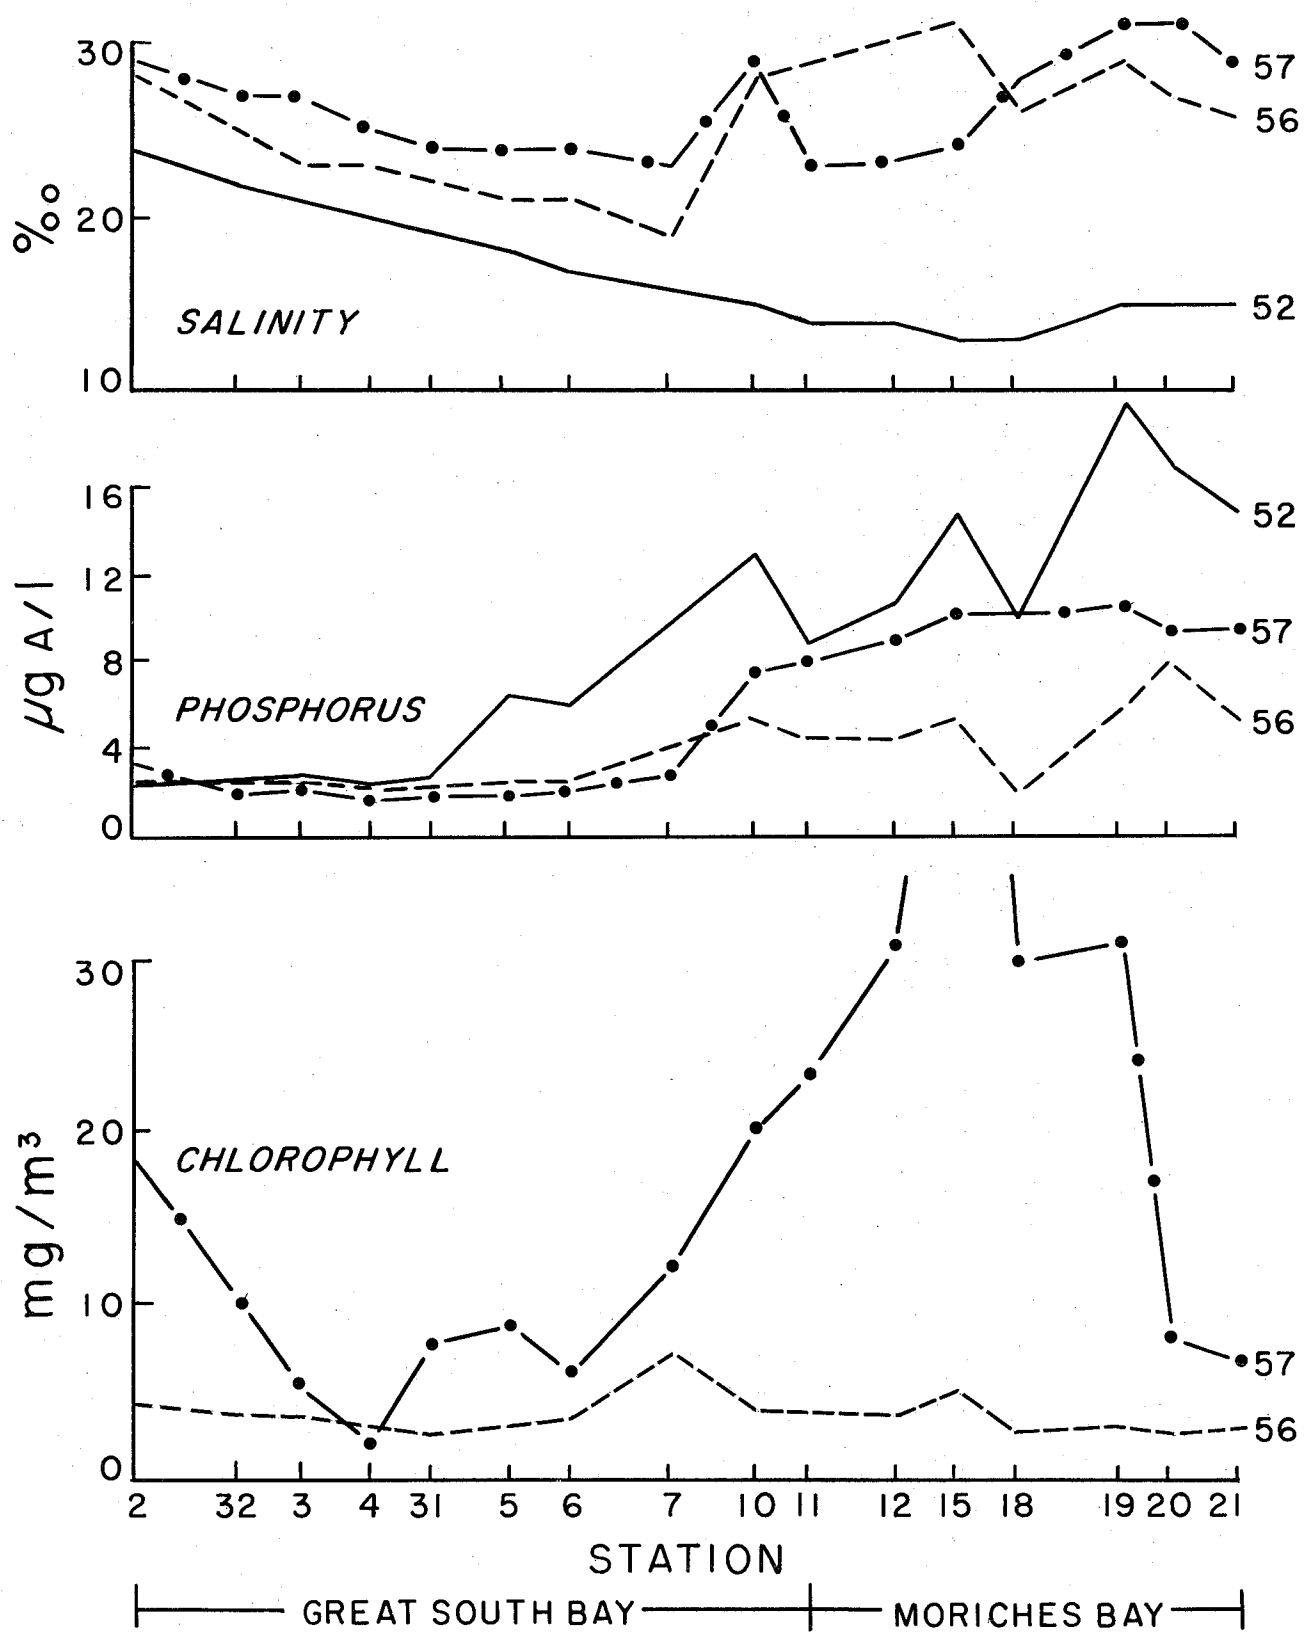 30
57
56
‰
20
SALINITY
52
10
16
52
12
µg A/l
57
8
PHOSPHORUS
56
4
0
30
20
CHLOROPHYLL
mg/m³
10
57
56
0
2 32 3 4 31 5 6 7 10 11 12 15 18 19 20 21
STATION
GREAT SOUTH BAY MORICHES BAY